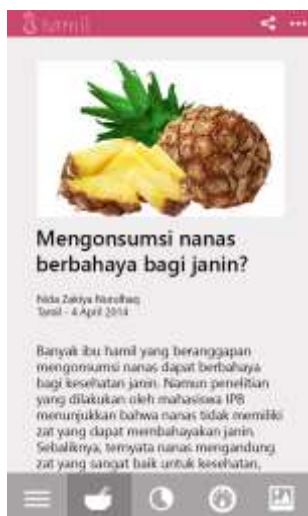 hamil
Mengonsumsi nanas
berbahaya bagi janin?
Nida Zakiya Nurulhaq
Tamil - 4 April 2014
Banyak ibu hamil yang beranggapan
mengonsumsi nanas dapat berbahaya
bagi kesehatan janin. Namun penelitian
yang dilakukan oleh mahasiswa IPB
menunjukkan bahwa nanas tidak memiliki
zat yang dapat membahayakan janin.
Sebaliknya, ternyata nanas mengandung
zat yang sangat baik untuk kesehatan,